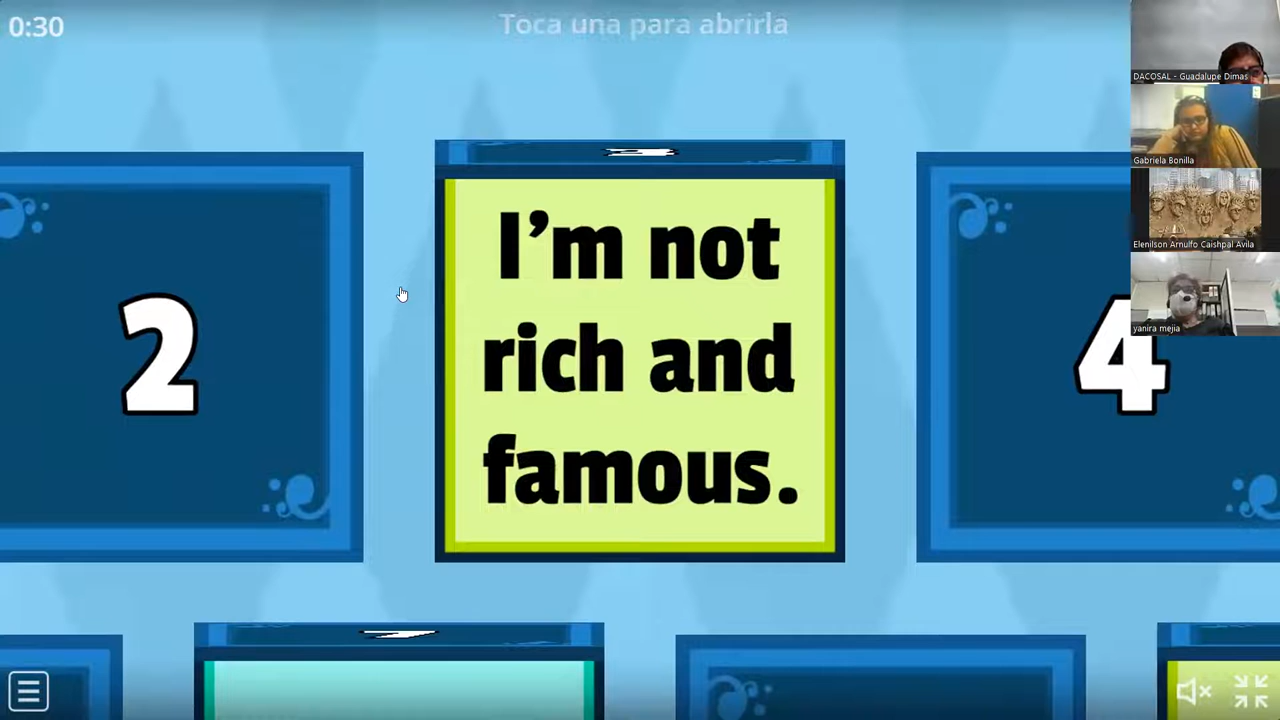 0:30
Toca una para abrirla
DACOSAL - Guadalupe Dimas
Gabriela Bonilla
Elenilson Arnulfo Caishpal Avila
yanira mejia
2
I'm not
rich and
famous.
4